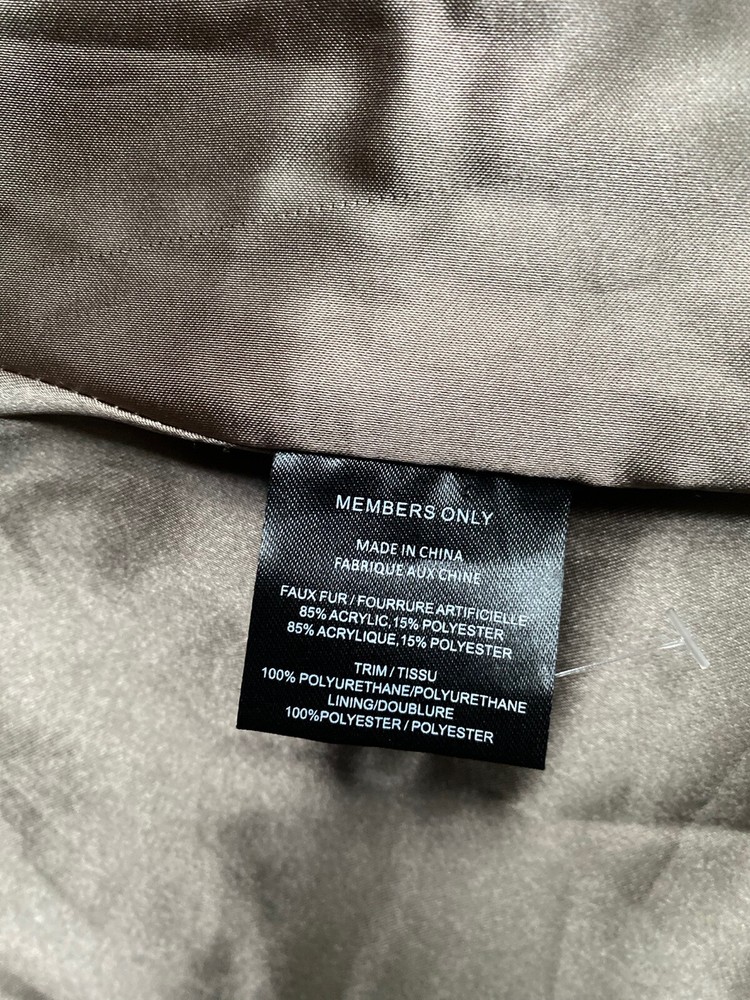 MEMBERS ONLY
MADE IN CHINA
FABRIQUE AUX CHINE
FAUX FUR / FOURRURE ARTIFICIELLE
85% ACRYLIC,15% POLYESTER
85% ACRYLIQUE,15% POLYESTER
TRIM / TISSU
100% POLYURETHANE/POLYURETHANE
LINING/DOUBLURE
100%POLYESTER / POLYESTER